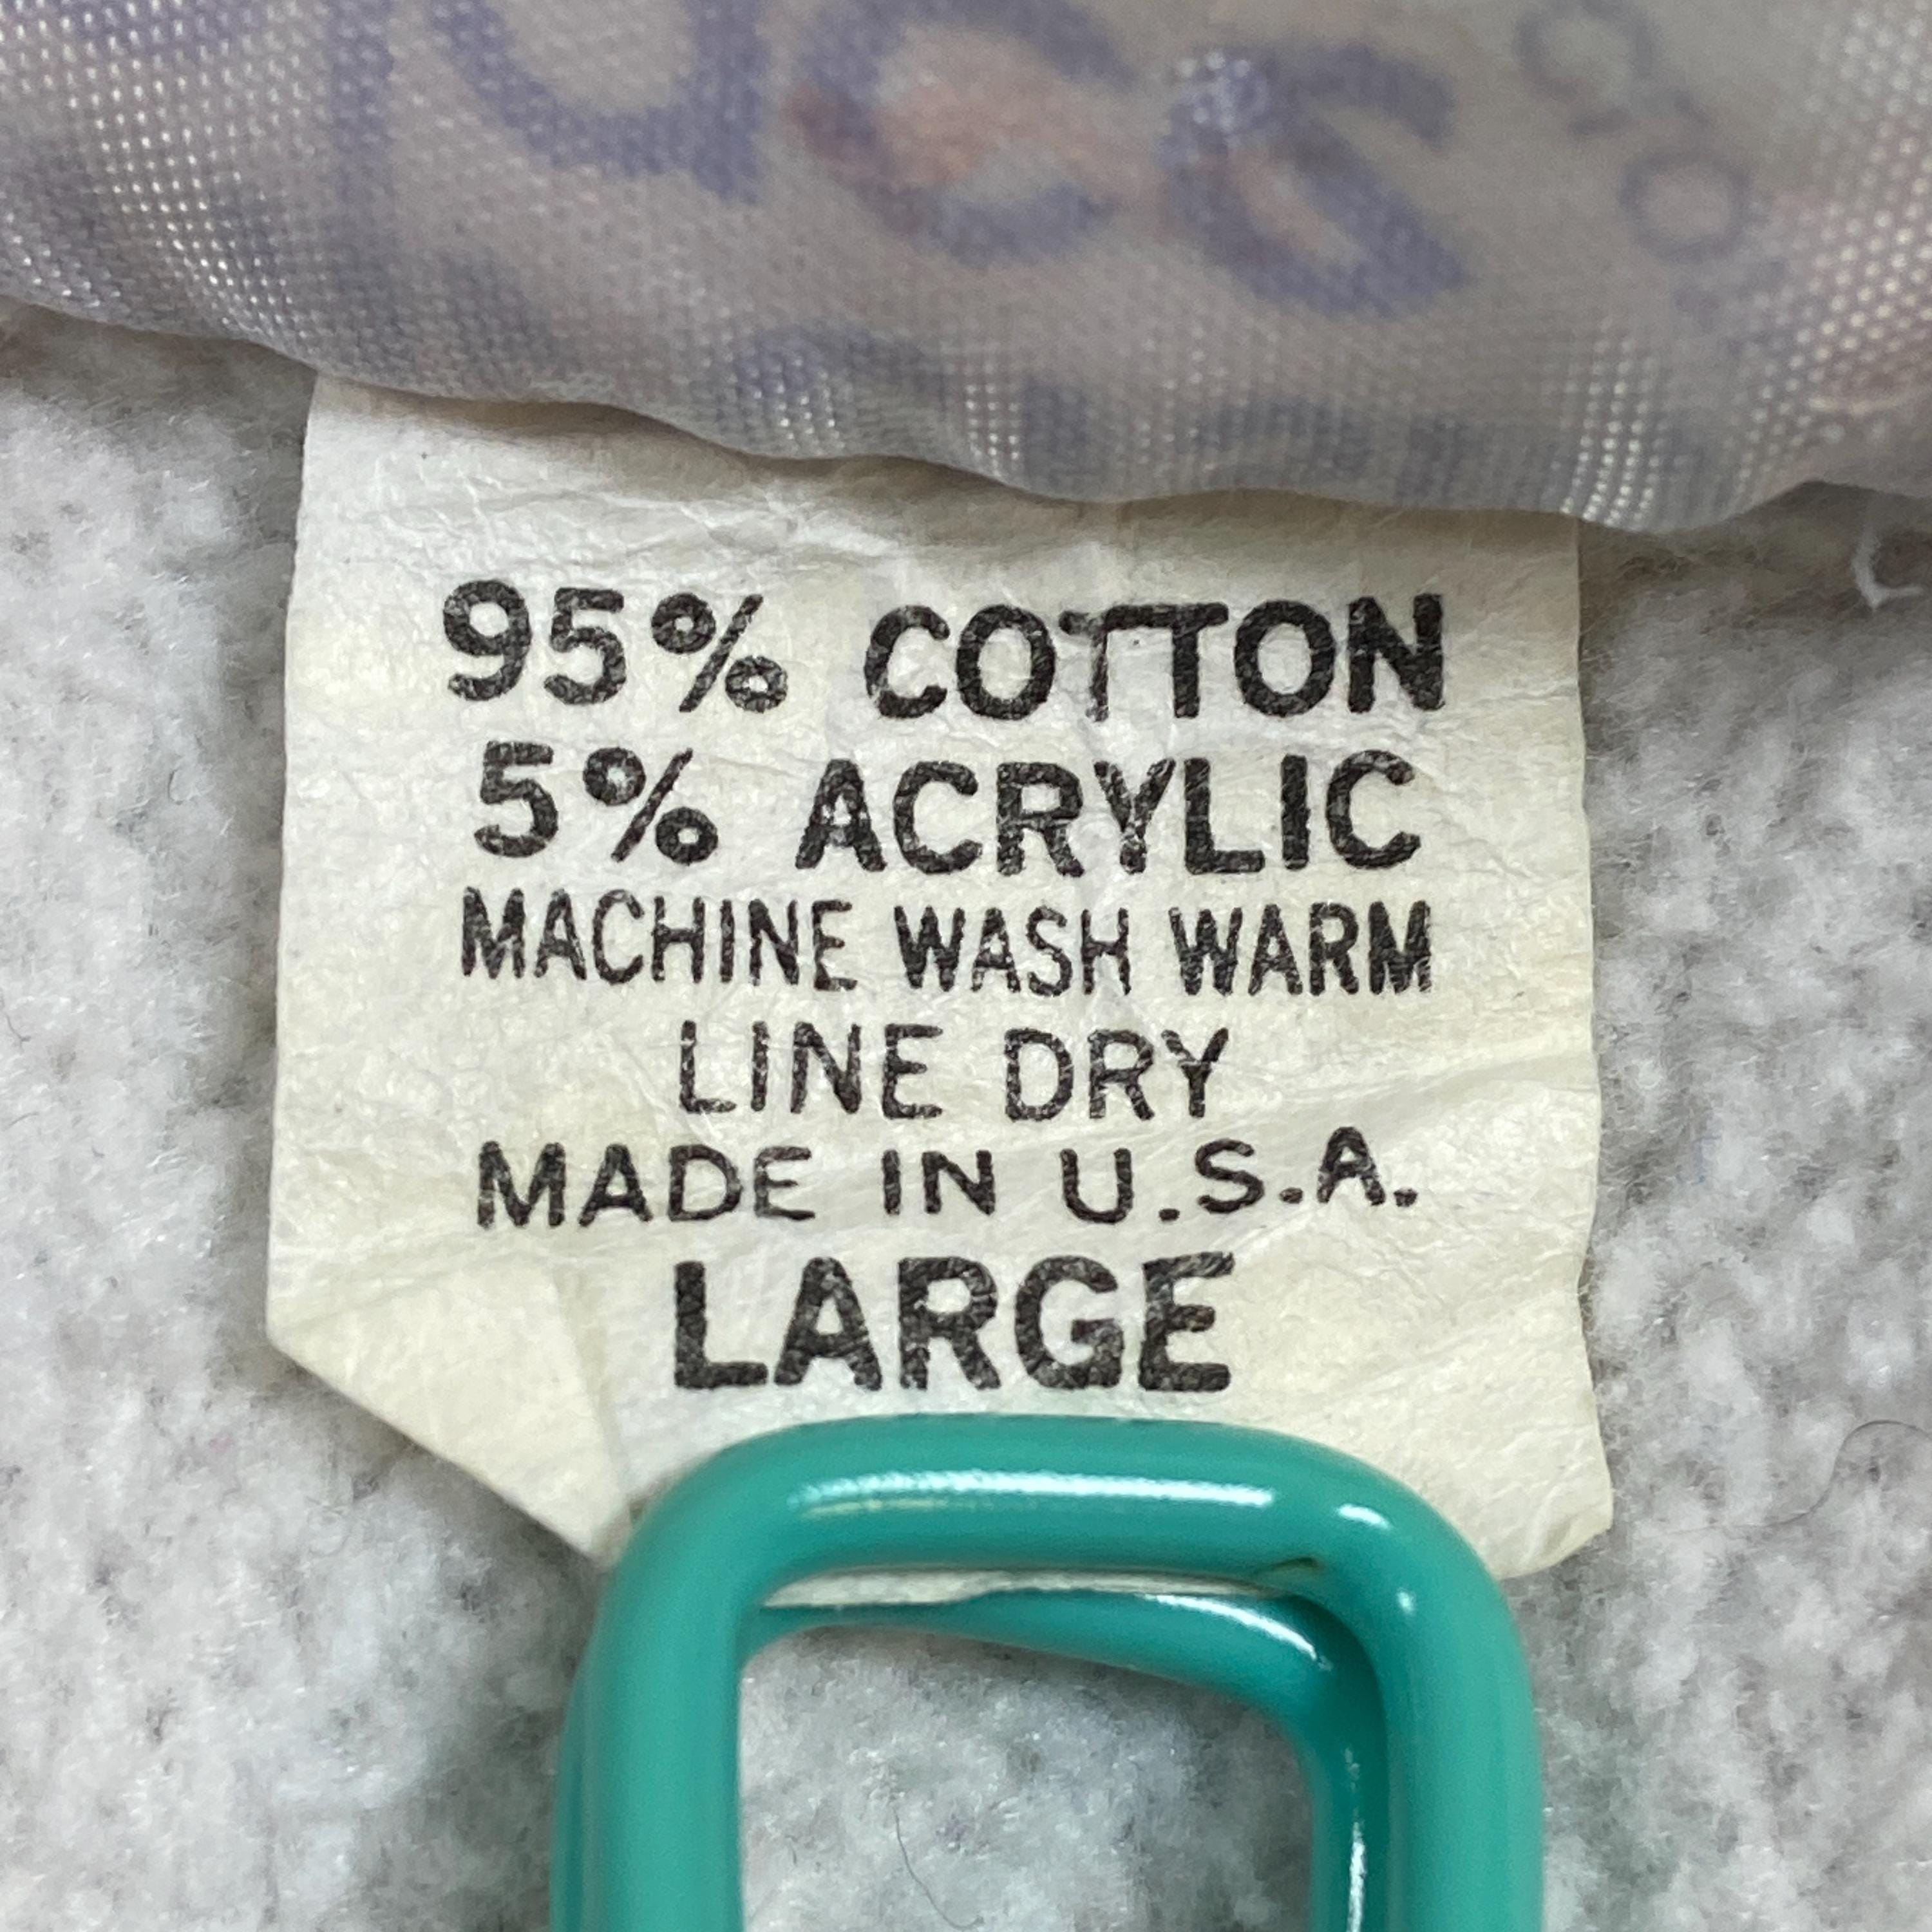 95% COTTON
5% ACRYLIC
MACHINE WASH WARM
LINE DRY
MADE IN U.S.A.
LARGE